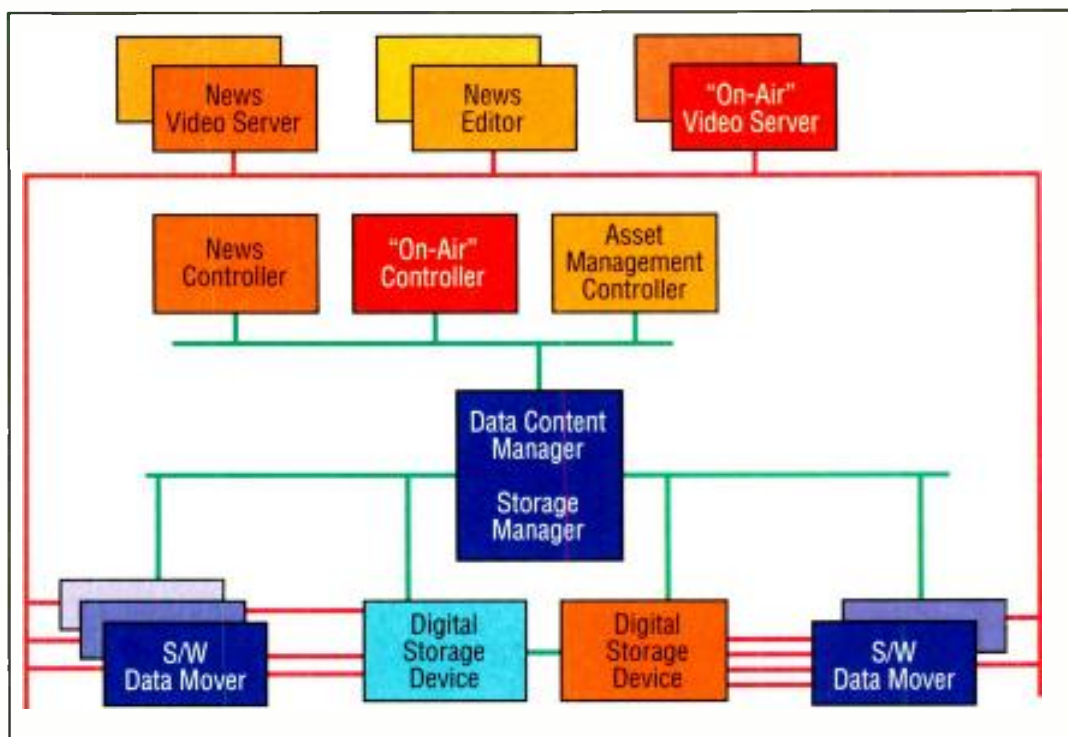 News
Video Server
News
Editor
“On-Air”
Video Server
News
Controller
“On-Air”
Controller
Asset
Management
Controller
Data Content
Manager
Storage
Manager
S/W
Data Mover
Digital
Storage
Device
Digital
Storage
Device
S/W
Data Mover